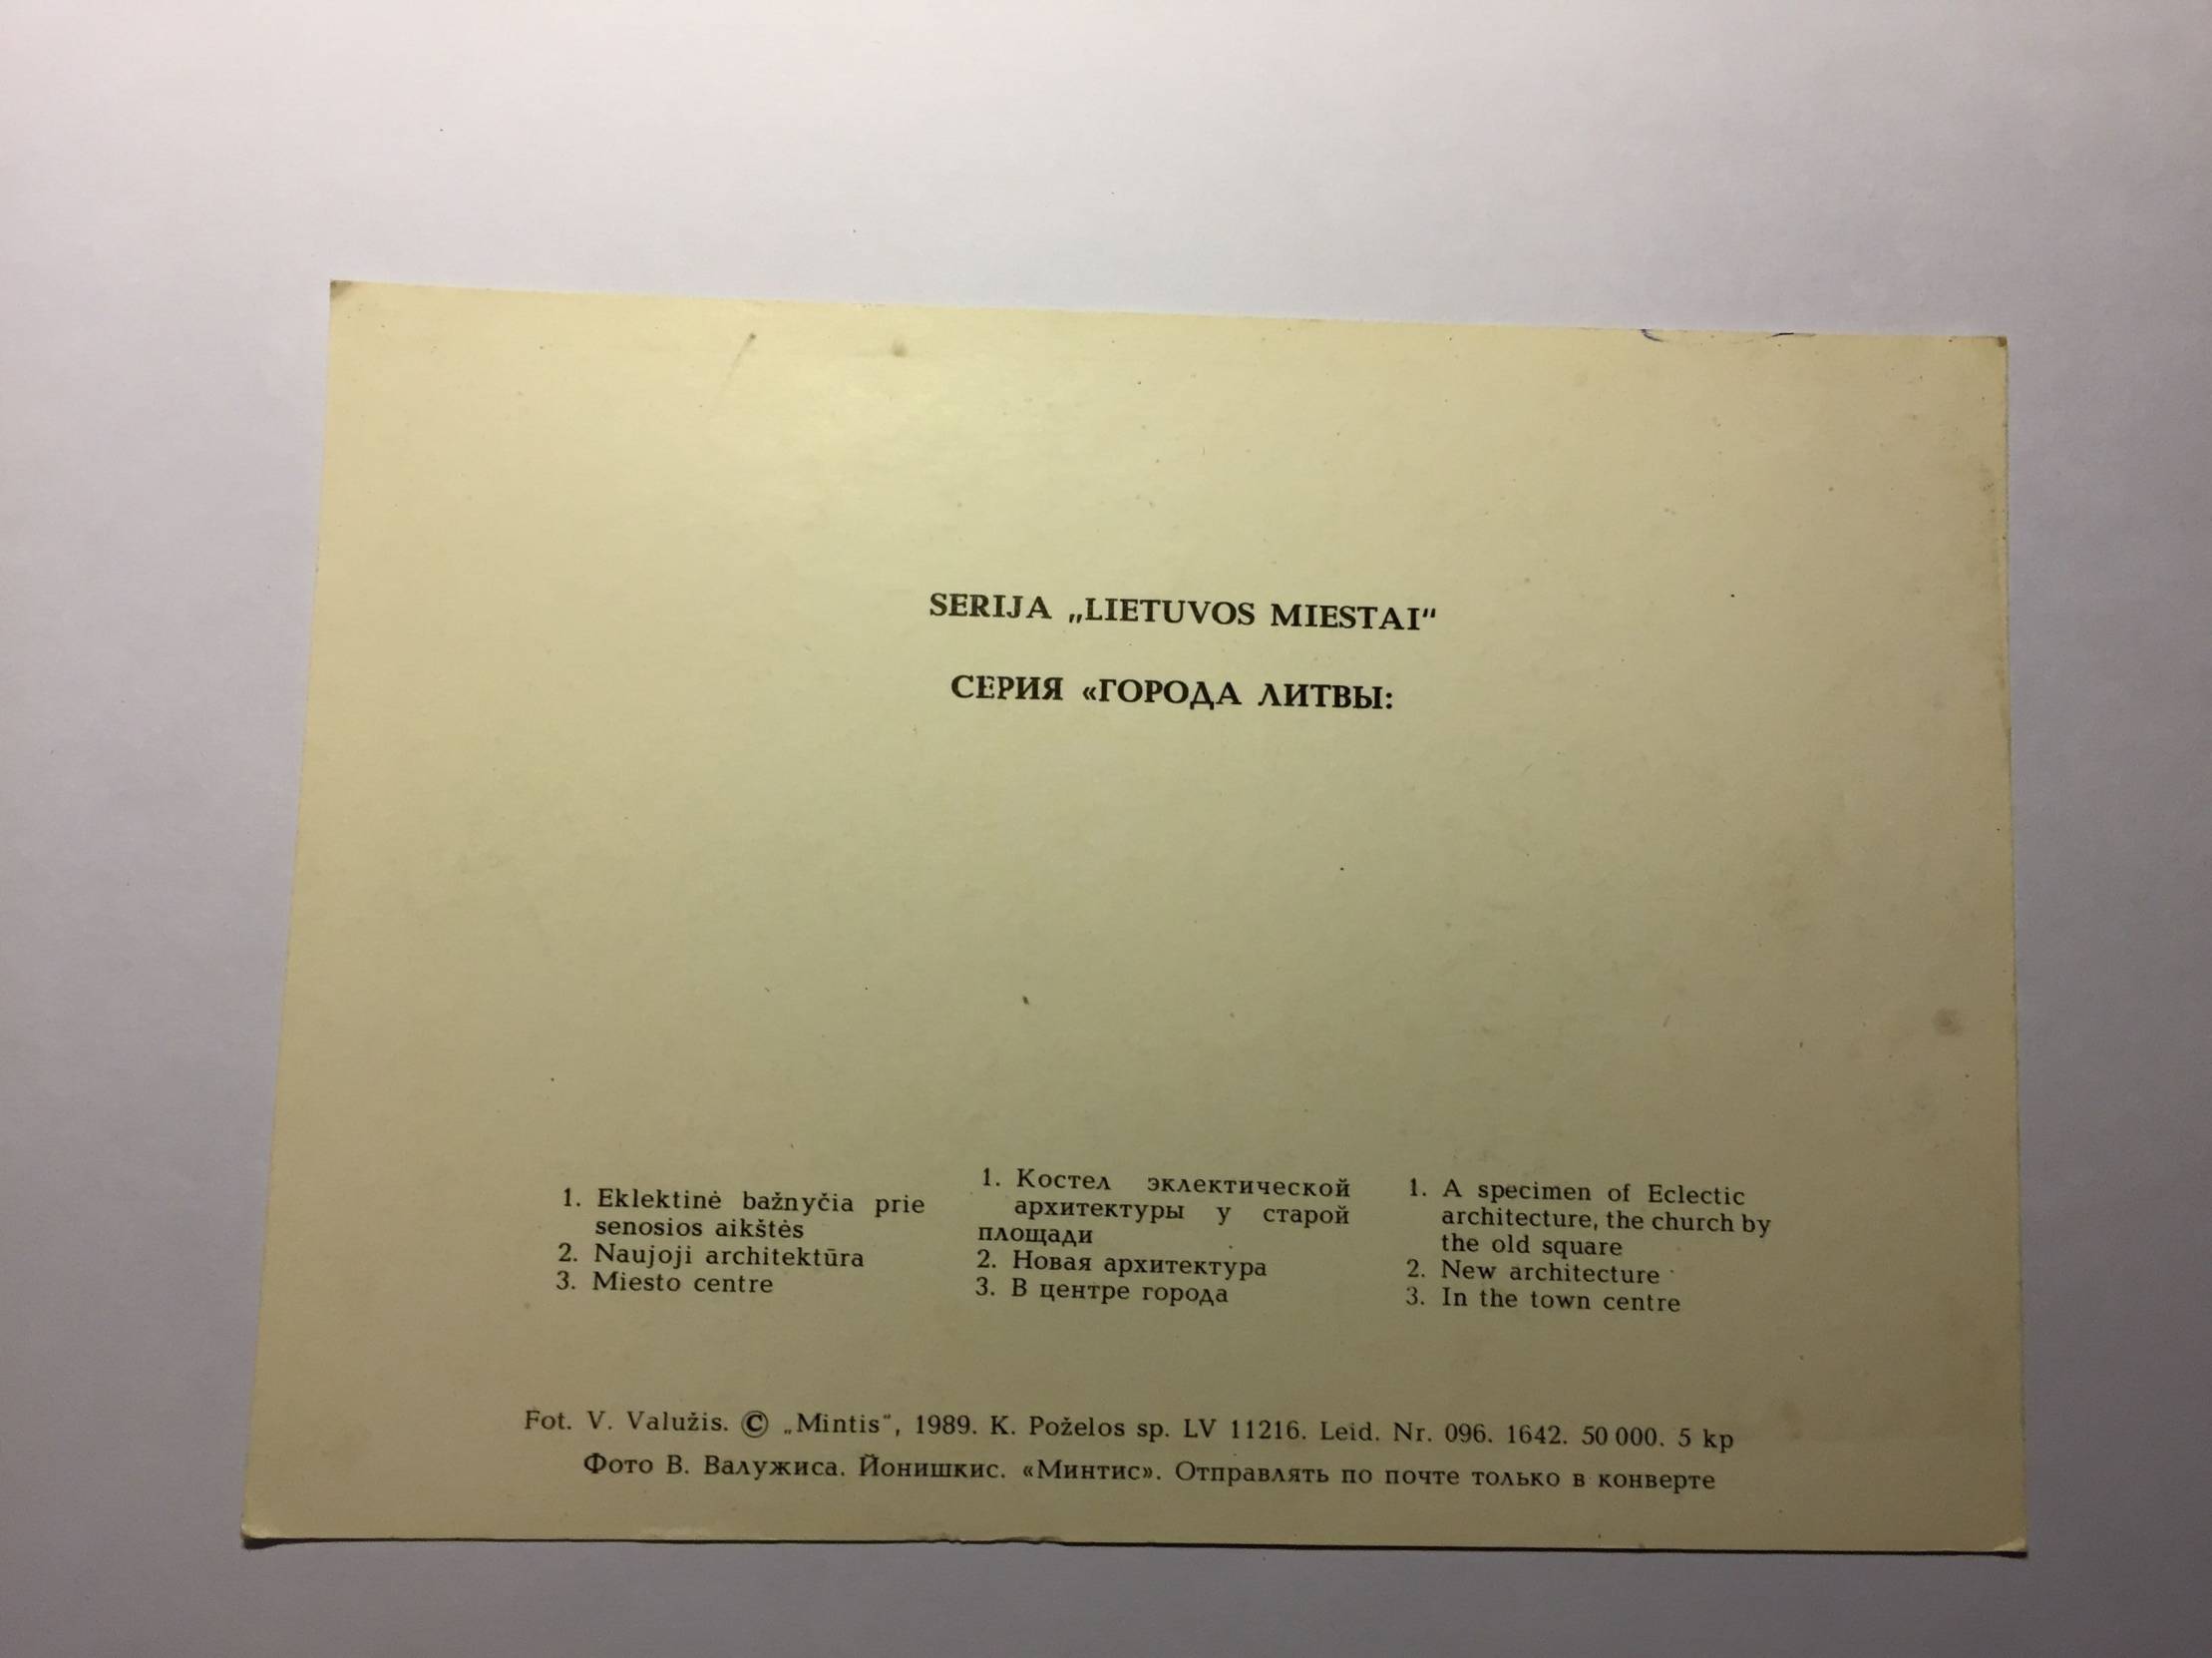 SERIJA „LIETUVOS MIESTAI“
СЕРИЯ «ГОРОДА ЛИТВЫ:
1. Eklektinė bažnyčia prie
senosios aikštės
2. Naujoji architektūra
3. Miesto centre
1. Костел эклектической
архитектуры у старой
площади
2. Новая архитектура
3. В центре города
1. A specimen of Eclectic
architecture, the church by
the old square
2. New architecture
3. In the town centre
Fot. V. Valužis. © „Mintis“, 1989. K. Poželos sp. LV 11216. Leid. Nr. 096. 1642. 50 000. 5 kp
Фото В. Валужиса. Йонишкис. «Минтис». Отправлять по почте только в конверте